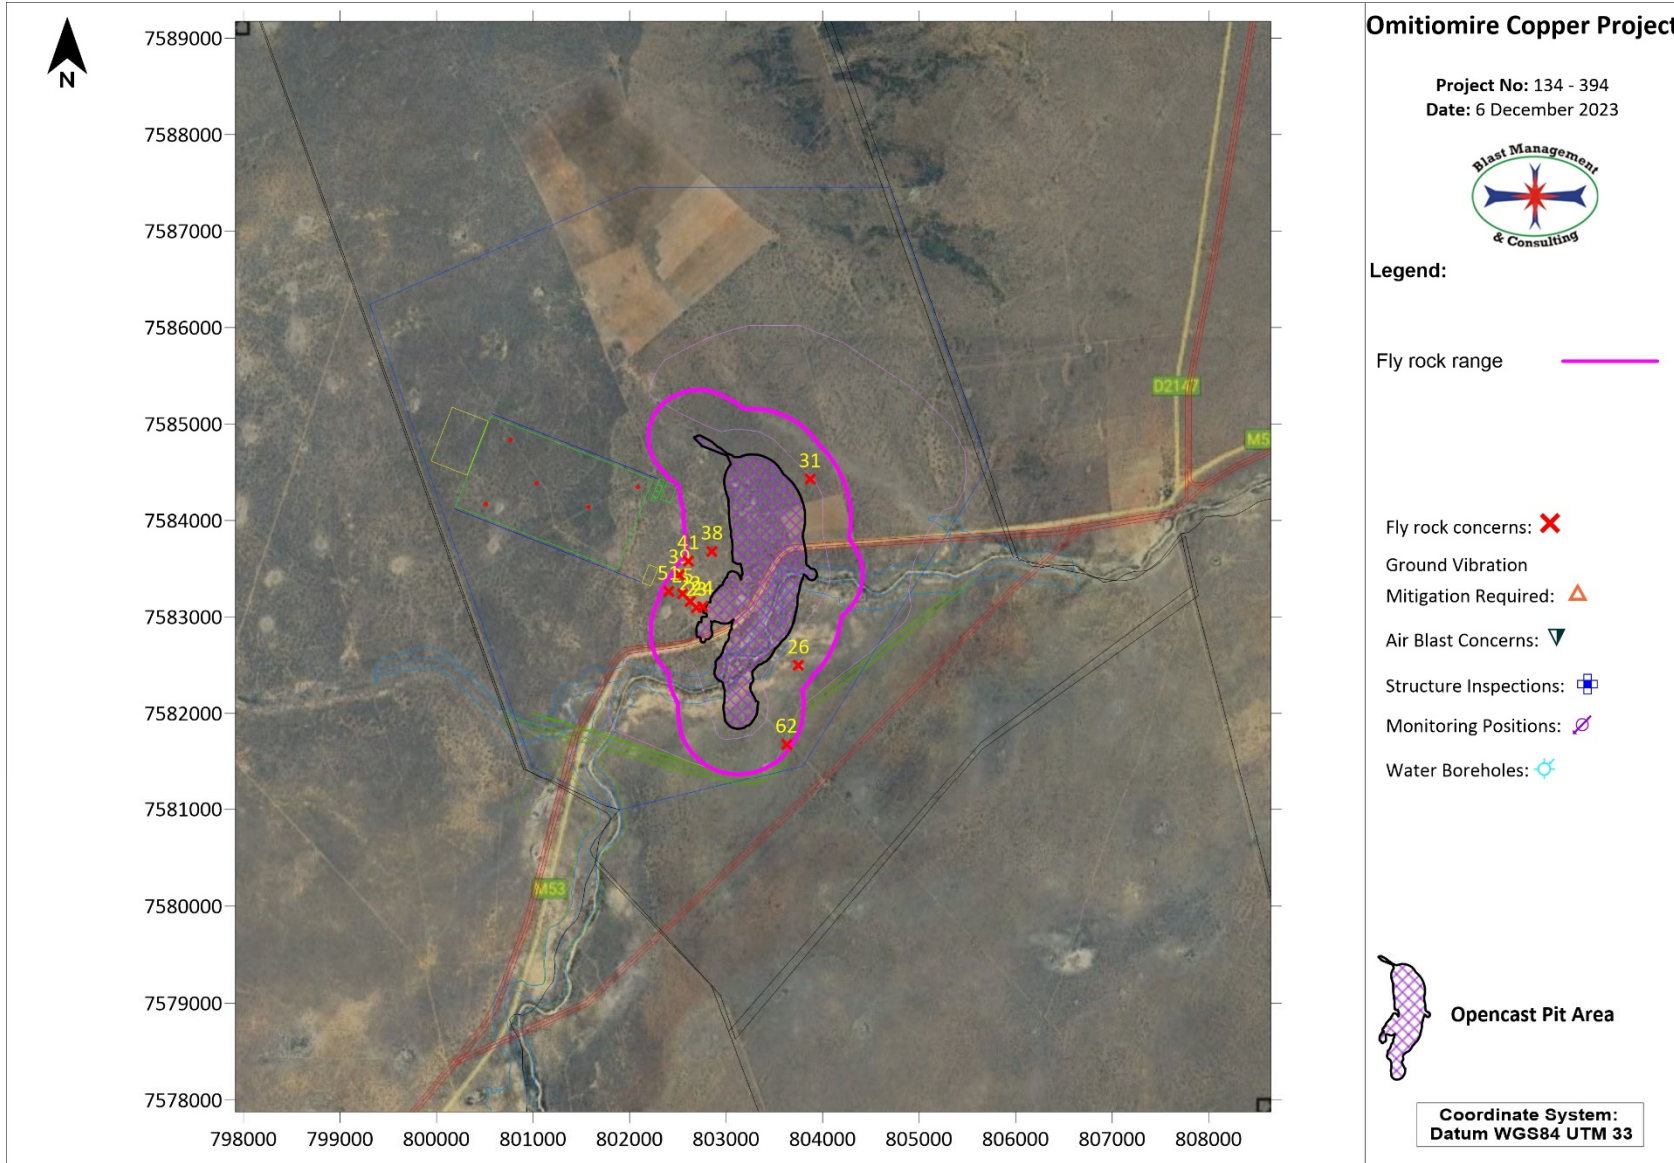 N
7589000
7588000
7587000
7586000
7585000
7584000
7583000
7582000
7581000
7580000
7579000
7578000
798000
799000
800000
801000
802000
803000
804000
805000
806000
807000
808000
D2147
M5
M53
31
38
41
39
51
24
26
62
Omitiomire Copper Project
Project No: 134 - 394
Date: 6 December 2023
Blast Management
& Consulting
Legend:
Fly rock range
Fly rock concerns:
Ground Vibration
Mitigation Required:
Air Blast Concerns:
Structure Inspections:
Monitoring Positions:
Water Boreholes:
Opencast Pit Area
Coordinate System:
Datum WGS84 UTM 33